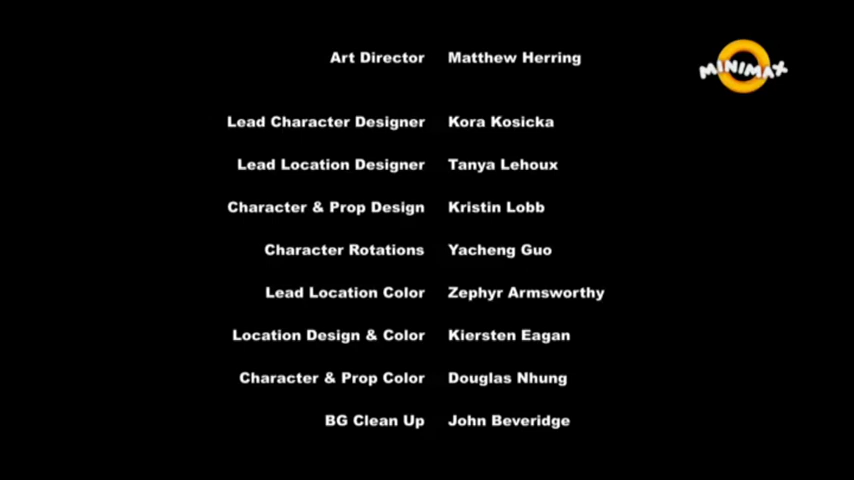 Art Director Matthew Herring
MINIMAX
Lead Character Designer Kora Kosicka
Lead Location Designer Tanya Lehoux
Character & Prop Design Kristin Lobb
Character Rotations Yacheng Guo
Lead Location Color Zephyr Armsworthy
Location Design & Color Kiersten Eagan
Character & Prop Color Douglas Nhung
BG Clean Up John Beveridge